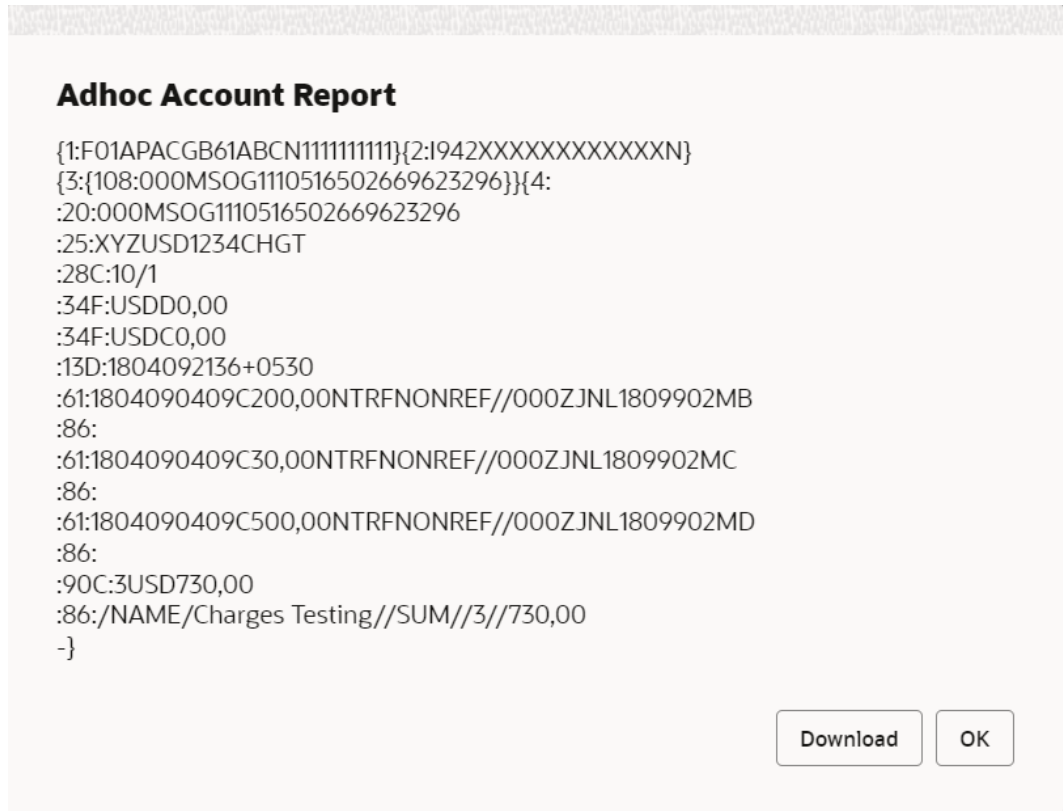 Adhoc Account Report
{1:F01APACGB61ABCN1111111111}{2:I942XXXXXXXXXXXXN}
{3:{108:000MSOG1110516502669623296}}{4:
:20:000MSOG1110516502669623296
:25:XYZUSD1234CHGT
:28C:10/1
:34F:USDD0,00
:34F:USDC0,00
:13D:1804092136+0530
:61:1804090409C200,00NTRFNONREF//000ZJNL1809902MB
:86:
:61:1804090409C30,00NTRFNONREF//000ZJNL1809902MC
:86:
:61:1804090409C500,00NTRFNONREF//000ZJNL1809902MD
:86:
:90C:3USD730,00
:86:/NAME/Charges Testing//SUM//3//730,00
-}
Download OK